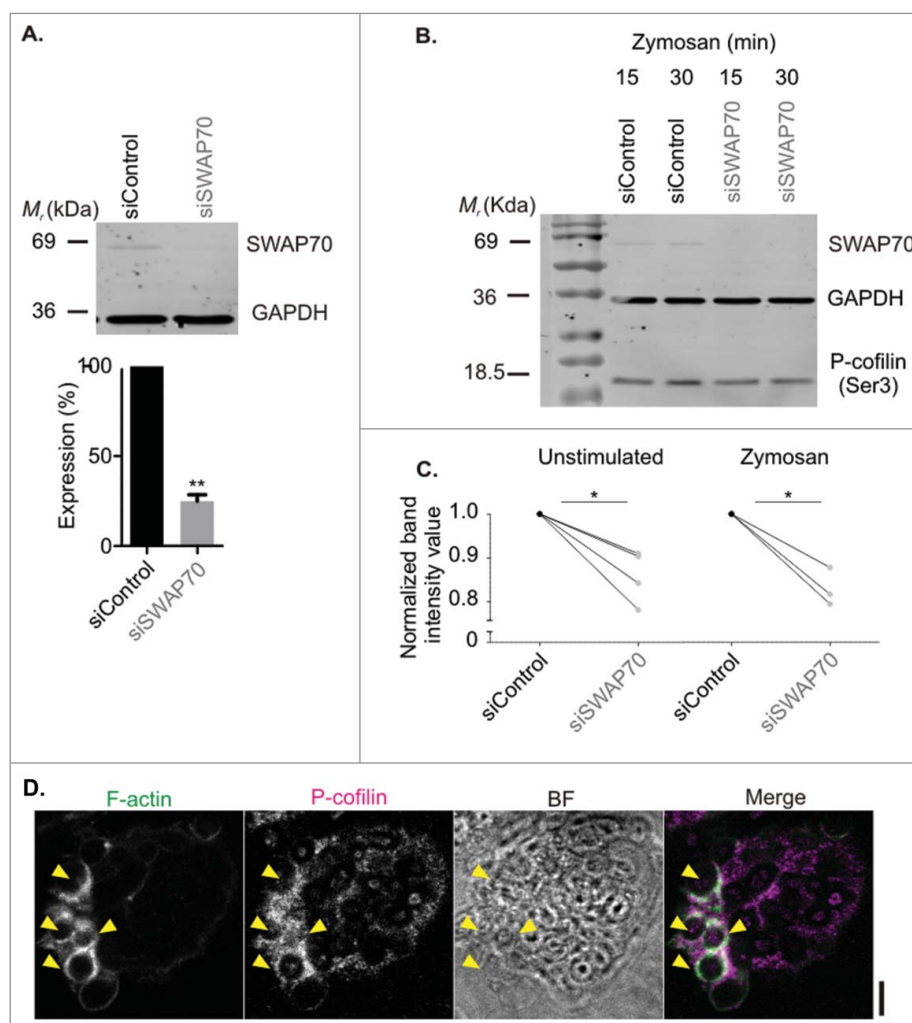 A.
siControl
siSWAP70
Mr (kDa)
69
SWAP70
36
GAPDH
100
50
0
Expression (%)
**
siControl
siSWAP70
B.
Zymosan (min)
15 30 15 30
siControl
siControl
siSWAP70
siSWAP70
Mr (Kda)
69
SWAP70
36
GAPDH
18.5
P-cofilin
(Ser3)
C.
Unstimulated Zymosan
* *
Normalized band
intensity value
1.0
0.9
0.8
0
siControl
siSWAP70
siControl
siSWAP70
D.
F-actin P-cofilin BF Merge